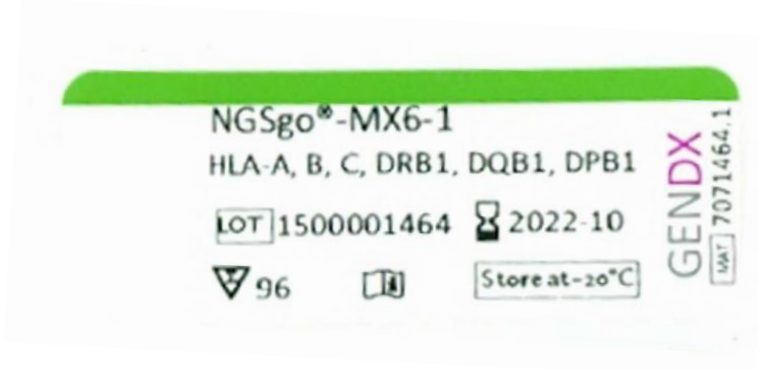 NGSgo®-MX6-1
HLA-A, B, C, DRB1, DQB1, DPB1
LOT 1500001464 2022-10
96 Store at -20°C
GENDX
MAT 7071464.1